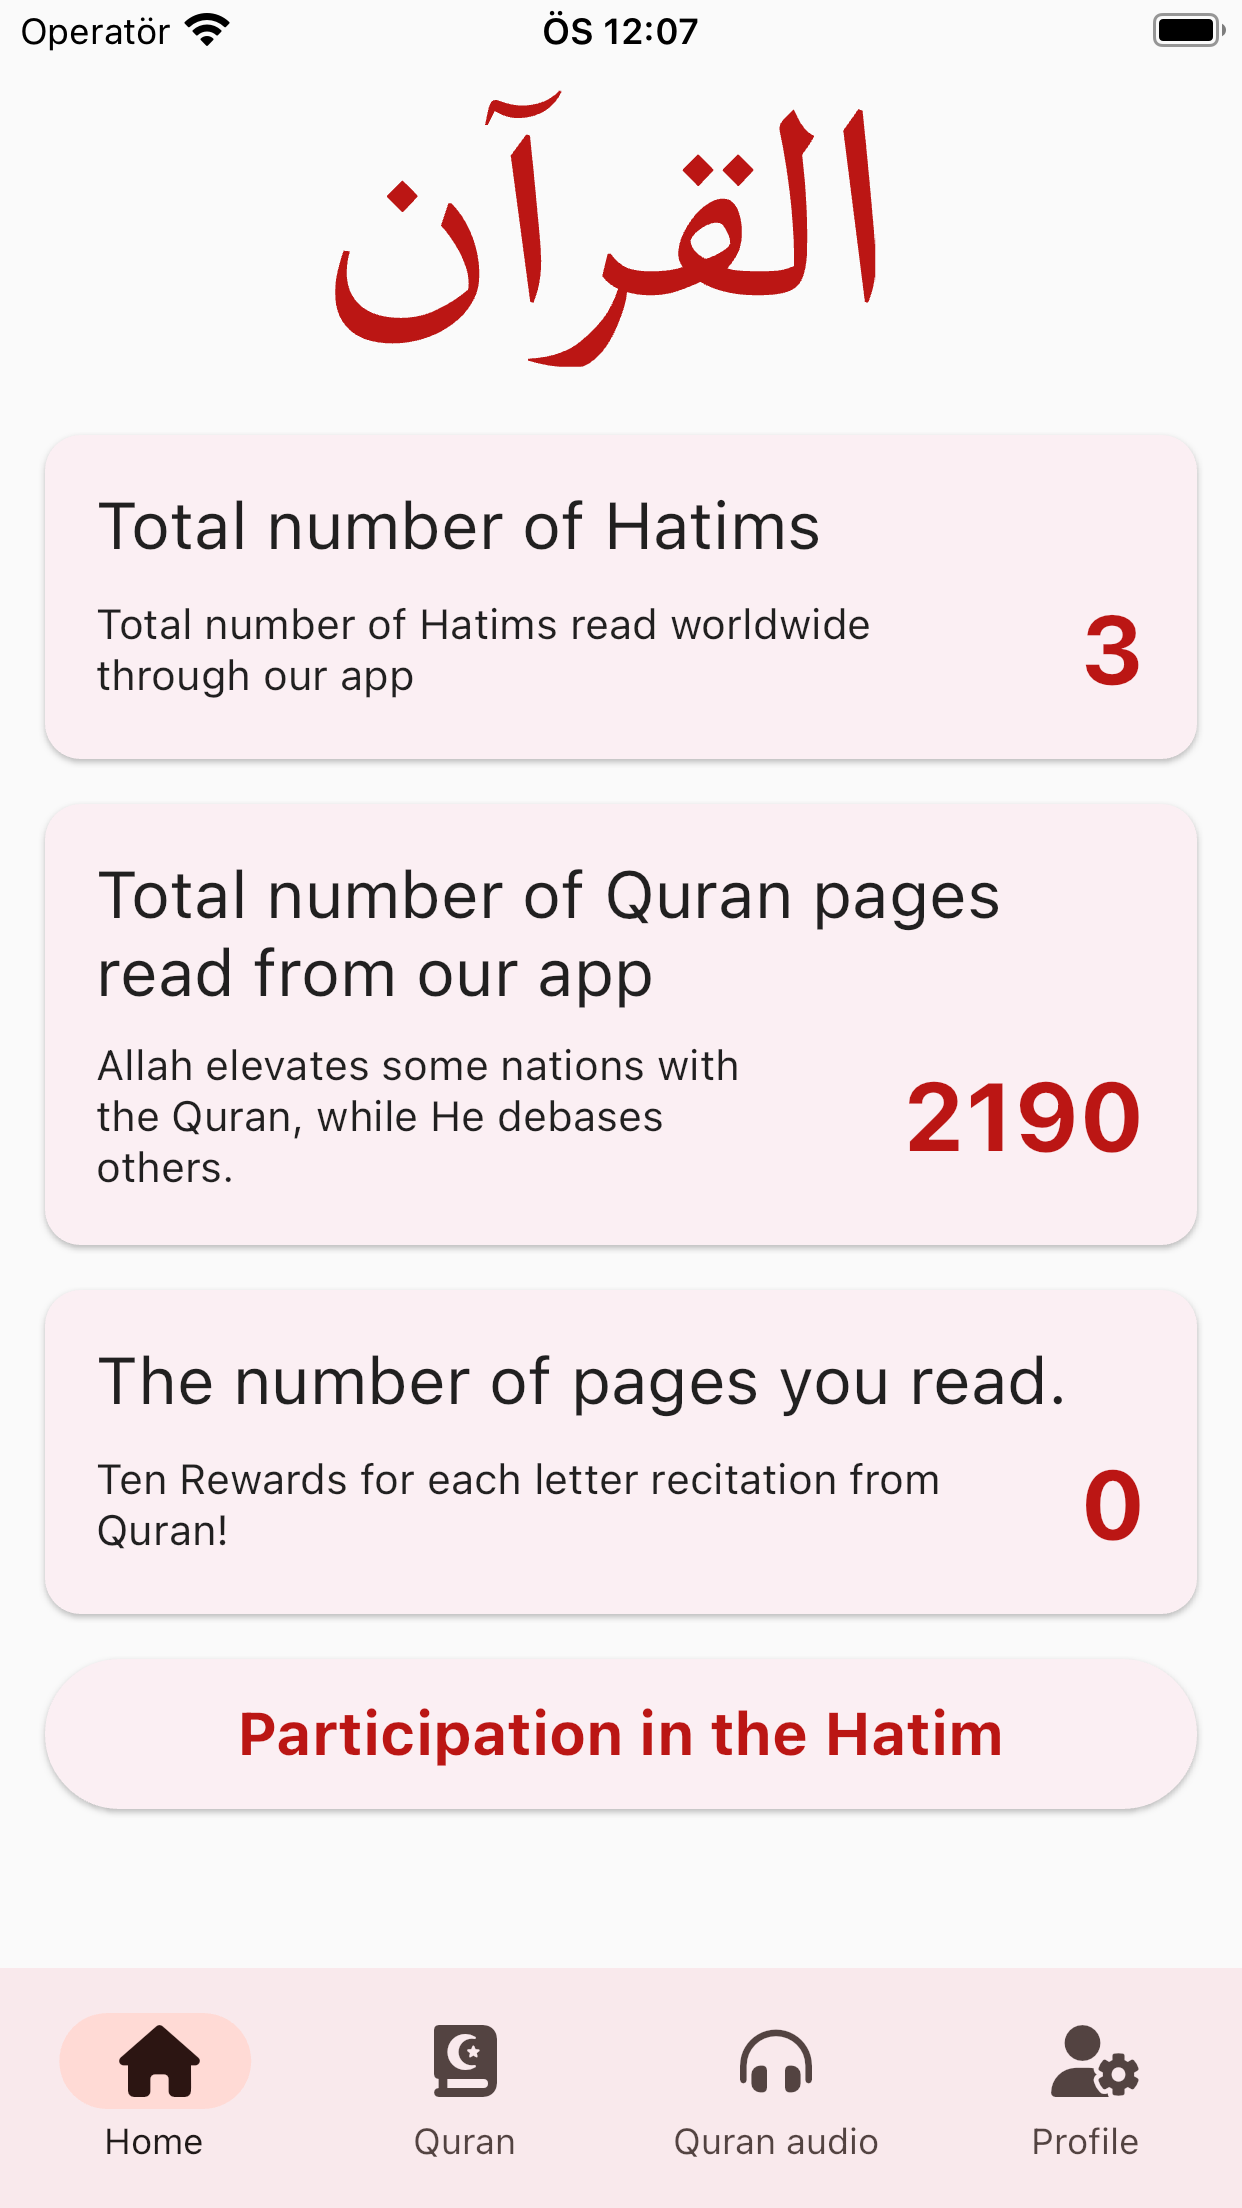 Operatör ÖS 12:07
القرآن
Total number of Hatims
Total number of Hatims read worldwide
through our app
3
Total number of Quran pages
read from our app
Allah elevates some nations with
the Quran, while He debases
others.
2190
The number of pages you read.
Ten Rewards for each letter recitation from
Quran!
0
Participation in the Hatim
Home Quran Quran audio Profile